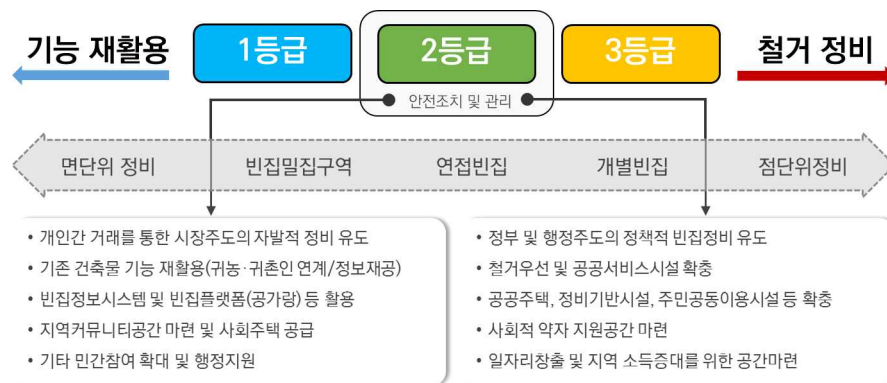 기능 재활용
1등급
2등급
3등급
철거 정비
안전조치 및 관리
면단위 정비
빈집밀집구역
연접빈집
개별빈집
점단위정비
• 개인간 거래를 통한 시장주도의 자발적 정비 유도
• 기존 건축물 기능 재활용(귀농·귀촌인 연계/정보재공)
• 빈집정보시스템 및 빈집플랫폼(공가랑) 등 활용
• 지역커뮤니티공간 마련 및 사회주택 공급
• 기타 민간참여 확대 및 행정지원
• 정부 및 행정주도의 정책적 빈집정비 유도
• 철거우선 및 공공서비스시설 확충
• 공공주택, 정비기반시설, 주민공동이용시설 등 확충
• 사회적 약자 지원공간 마련
• 일자리창출 및 지역 소득증대를 위한 공간마련